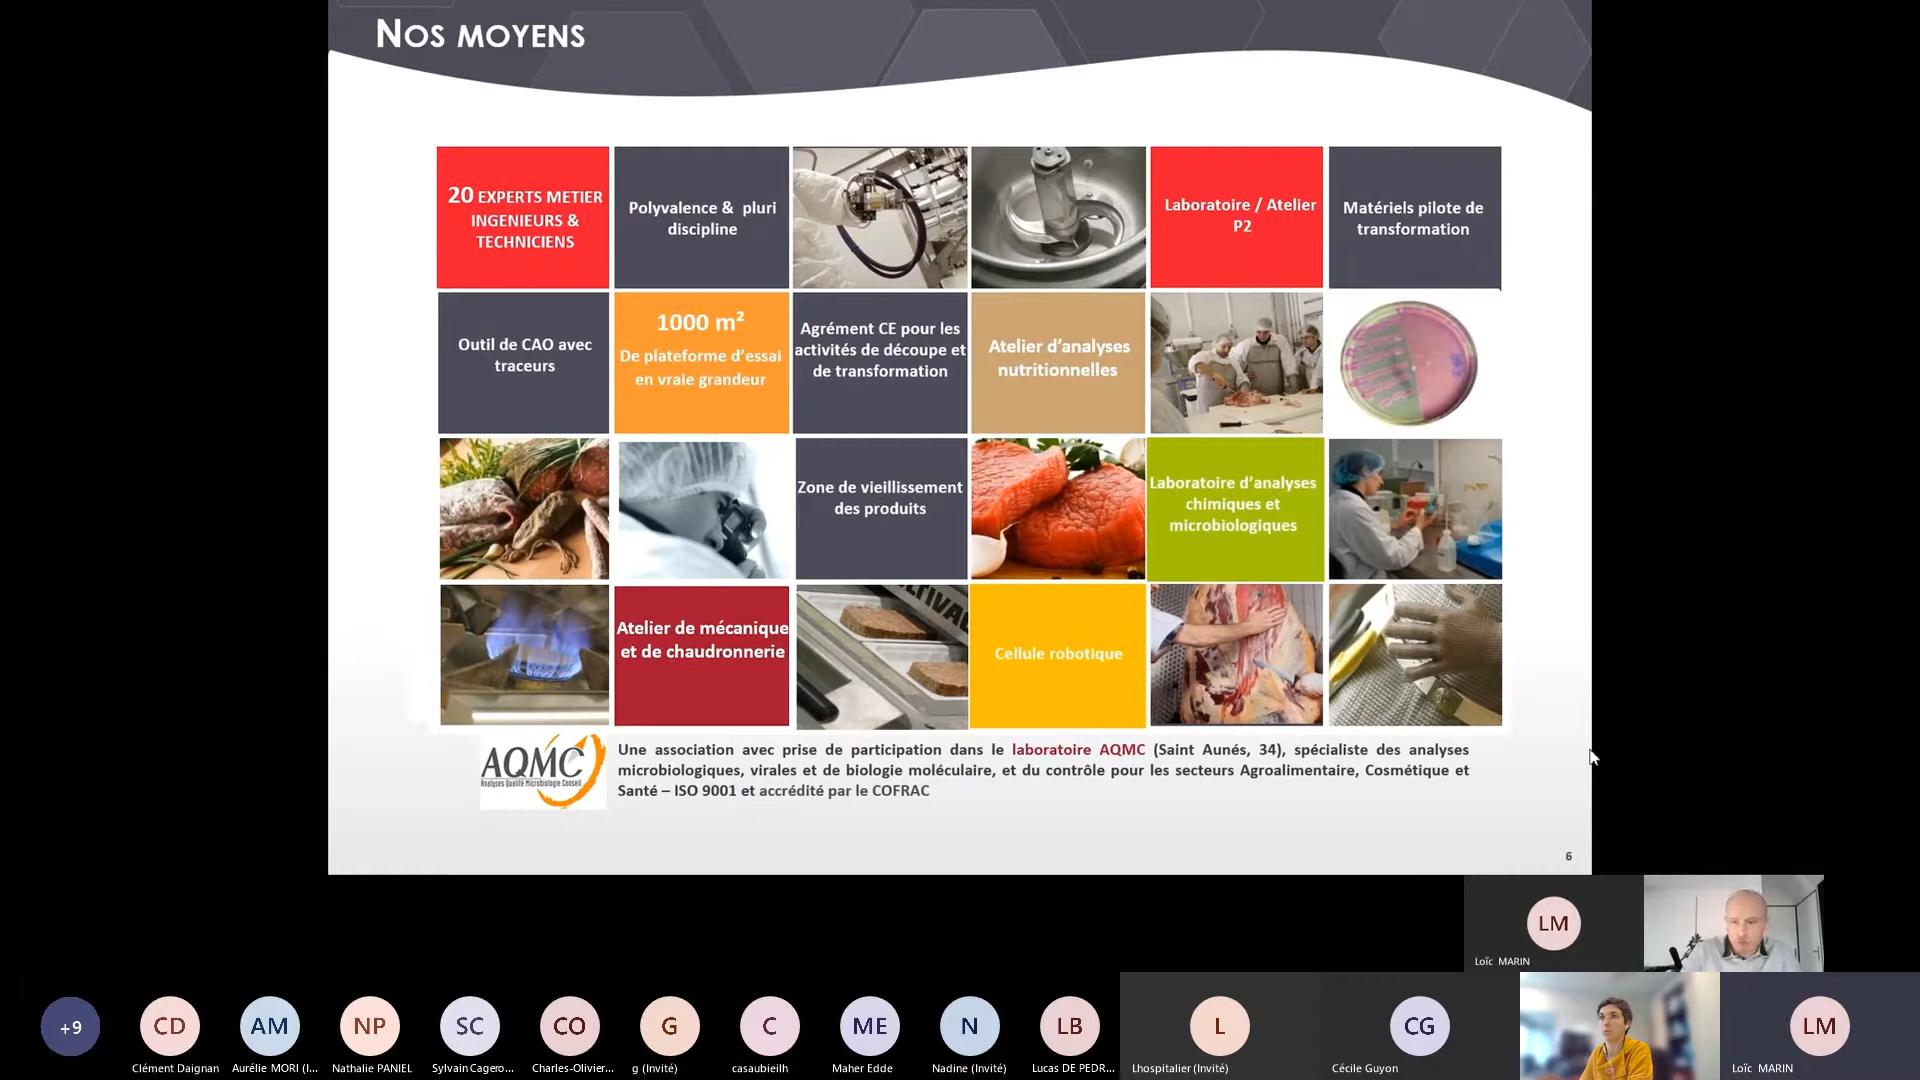 NOS MOYENS
20 EXPERTS METIER
INGENIEURS &
TECHNICIENS
Polyvalence & pluri
discipline
Laboratoire / Atelier
P2
Matériels pilote de
transformation
Outil de CAO avec
traceurs
1000 m²
De plateforme d'essai
en vraie grandeur
Agrément CE pour les
activités de découpe et
de transformation
Atelier d'analyses
nutritionnelles
Zone de vieillissement
des produits
Laboratoire d'analyses
chimiques et
microbiologiques
Atelier de mécanique
et de chaudronnerie
Cellule robotique
AQMC
Analyses Qualité Microbiologie Conseil
Une association avec prise de participation dans le laboratoire AQMC (Saint Aunés, 34), spécialiste des analyses
microbiologiques, virales et de biologie moléculaire, et du contrôle pour les secteurs Agroalimentaire, Cosmétique et
Santé – ISO 9001 et accrédité par le COFRAC
6
LM
Loïc MARIN
+9
CD
Clément Daignan
AM
Aurélie MORI (I...
NP
Nathalie PANIEL
SC
Sylvain Cagero...
CO
Charles-Olivier...
G
g (Invité)
C
casaubieilh
ME
Maher Edde
N
Nadine (Invité)
LB
Lucas DE PEDR...
L
Lhospitalier (Invité)
CG
Cécile Guyon
LM
Loïc MARIN